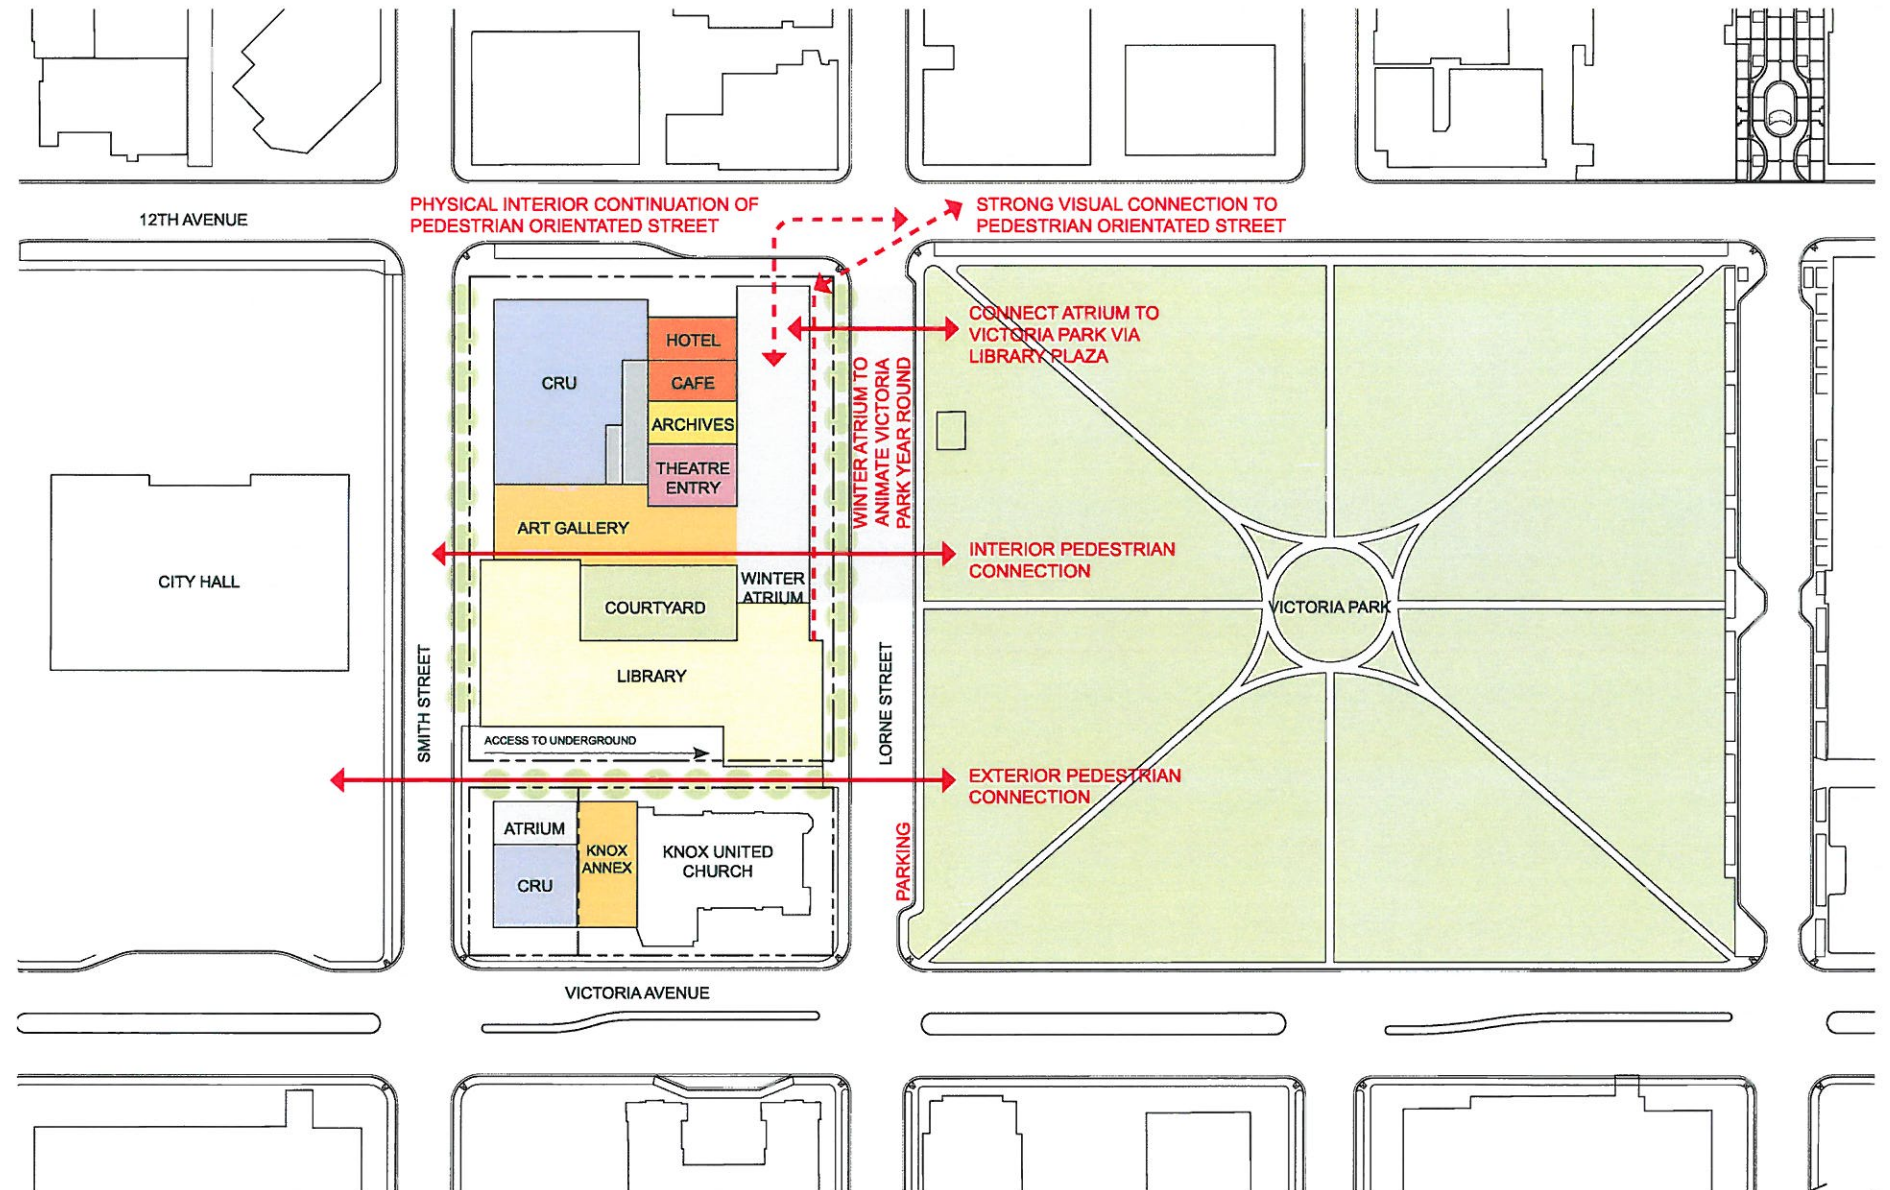 PHYSICAL INTERIOR CONTINUATION OF
PEDESTRIAN ORIENTATED STREET
STRONG VISUAL CONNECTION TO
PEDESTRIAN ORIENTATED STREET
12TH AVENUE
CONNECT ATRIUM TO
VICTORIA PARK VIA
LIBRARY PLAZA
HOTEL
CRU
CAFE
ARCHIVES
THEATRE
ENTRY
WINTER ATRIUM TO
ANIMATE VICTORIA
PARK YEAR ROUND
ART GALLERY
INTERIOR PEDESTRIAN
CONNECTION
CITY HALL
WINTER
ATRIUM
COURTYARD
VICTORIA PARK
LIBRARY
SMITH STREET
LORNE STREET
ACCESS TO UNDERGROUND
EXTERIOR PEDESTRIAN
CONNECTION
ATRIUM
KNOX
ANNEX
KNOX UNITED
CHURCH
CRU
PARKING
VICTORIA AVENUE